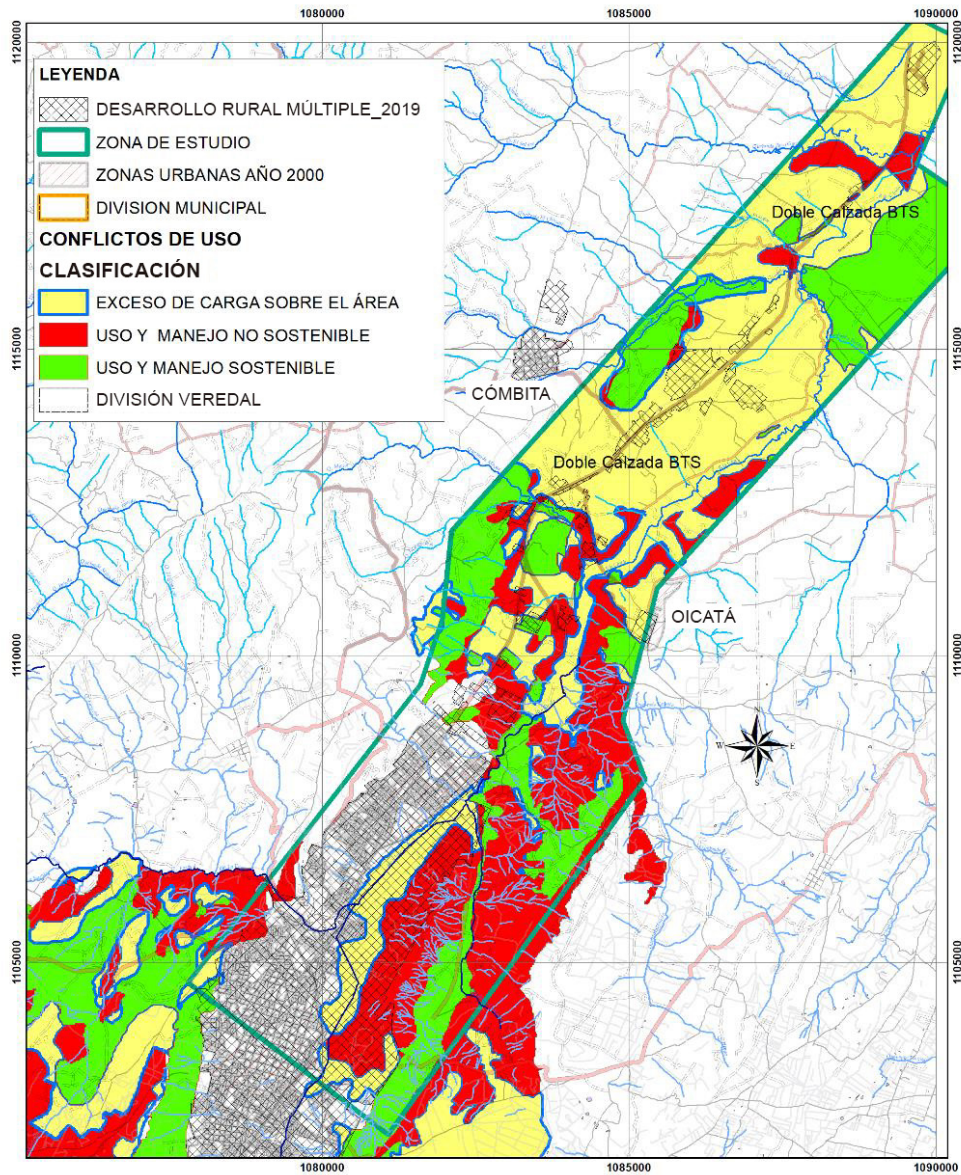 1080000
1085000
1090000
1120000
1120000
LEYENDA
DESARROLLO RURAL MÚLTIPLE_2019
ZONA DE ESTUDIO
ZONAS URBANAS AÑO 2000
DIVISION MUNICIPAL
CONFLICTOS DE USO
CLASIFICACIÓN
EXCESO DE CARGA SOBRE EL ÁREA
USO Y MANEJO NO SOSTENIBLE
USO Y MANEJO SOSTENIBLE
DIVISIÓN VEREDAL
Doble Calzada BTS
1115000
1115000
CÓMBITA
Doble Calzada BTS
OICATÁ
1110000
1110000
N
W
E
S
1105000
1105000
1080000
1085000
1090000